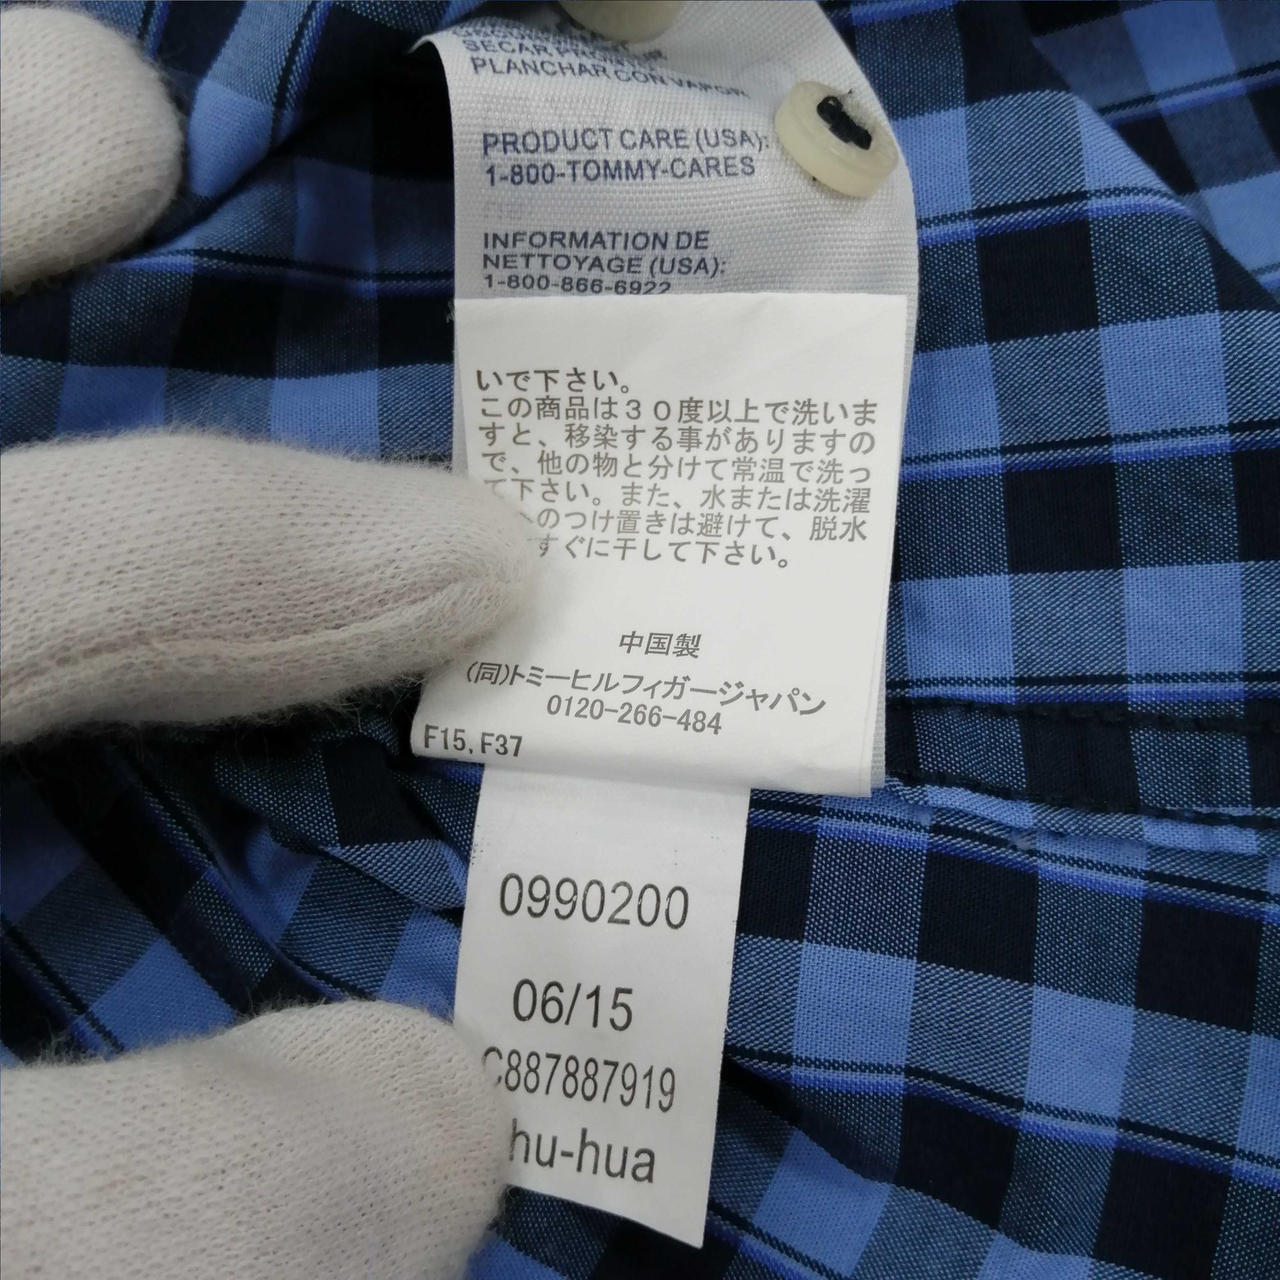 PLANCHAR CON VAPOR
PRODUCT CARE (USA):
1-800-TOMMY-CARES
INFORMATION DE
NETTOYAGE (USA):
1-800-866-6922
いで下さい。
この商品は30度以上で洗いま
すと、移染する事がありますの
で、他の物と分けて常温で洗っ
て下さい。また、水または洗濯
のつけ置きは避けて、脱水
すぐに干して下さい。
中国製
(同)トミーヒルフィガージャパン
0120-266-484
F15, F37
0990200
06/15
C887887919
hu-hua